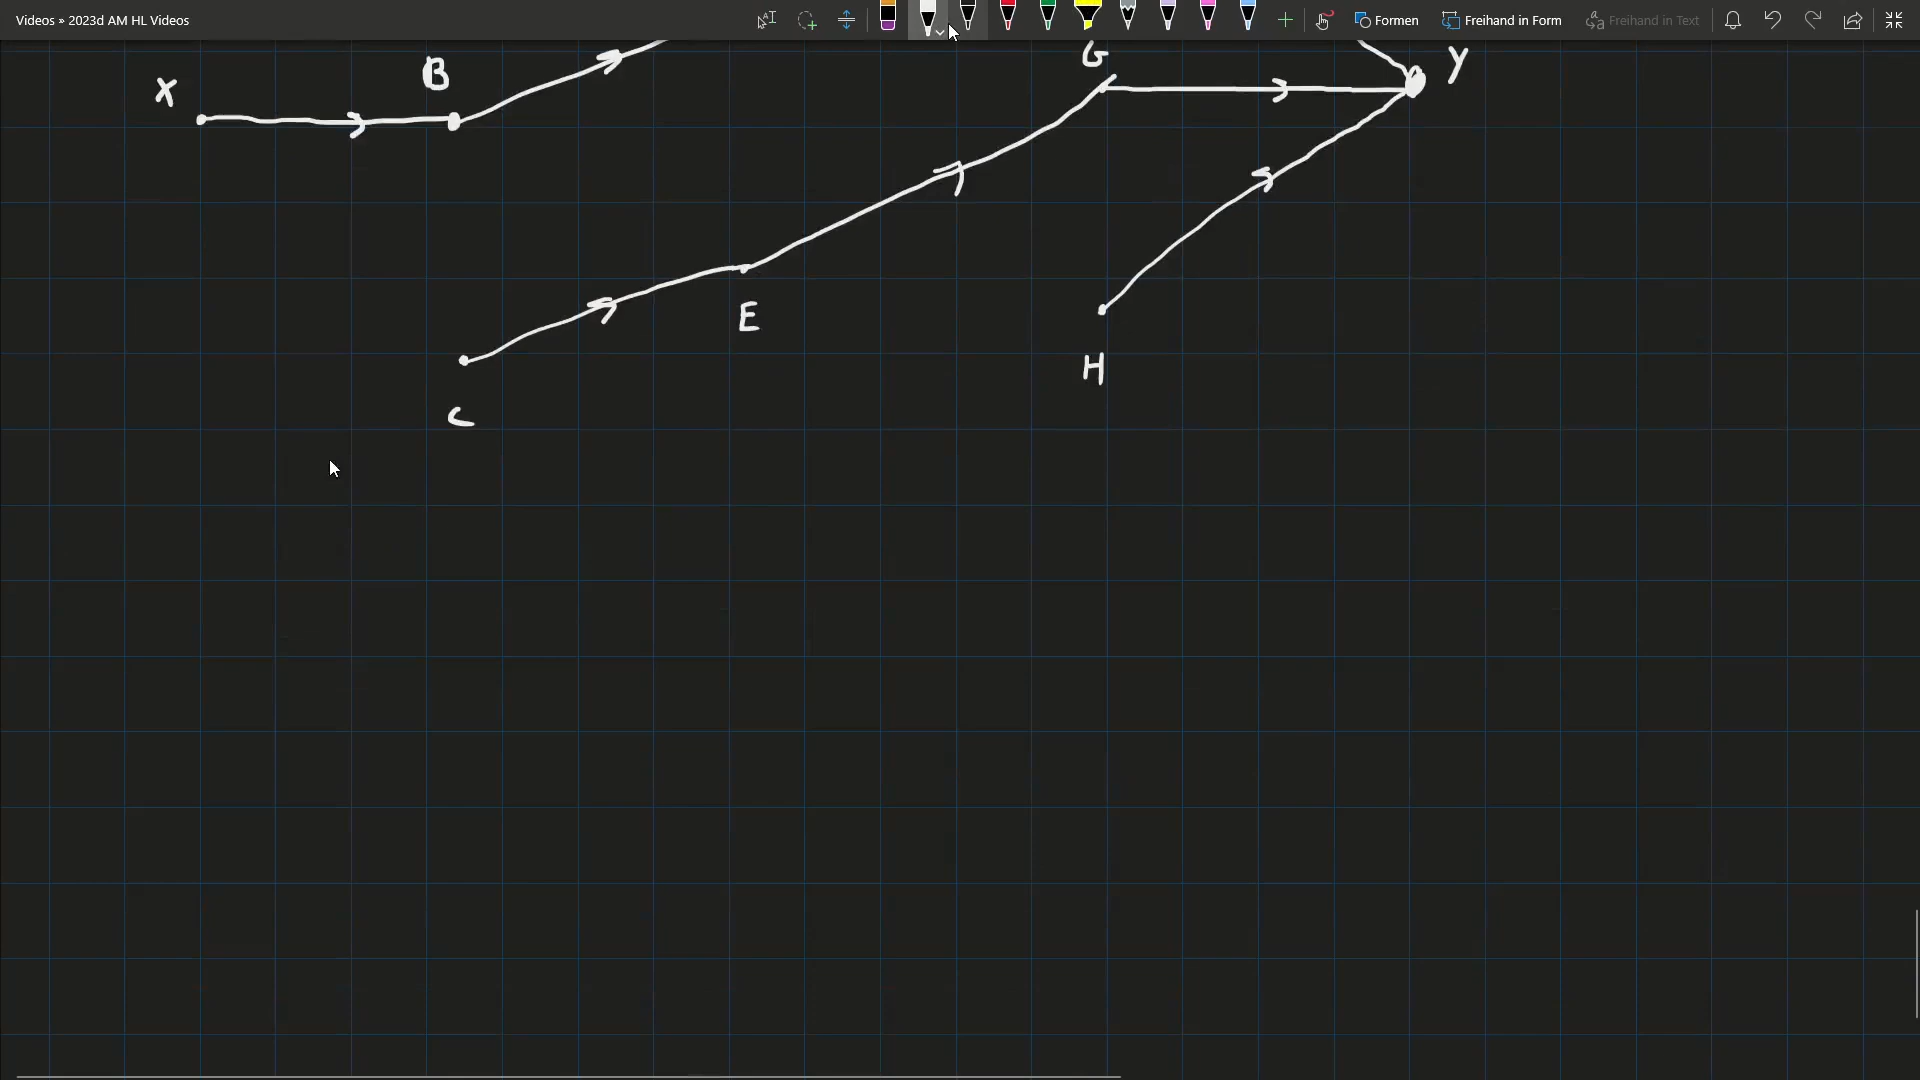 Videos » 2023d AM HL Videos
Formen
Freihand in Form
Freihand in Text
G
y
B
X
E
H
C